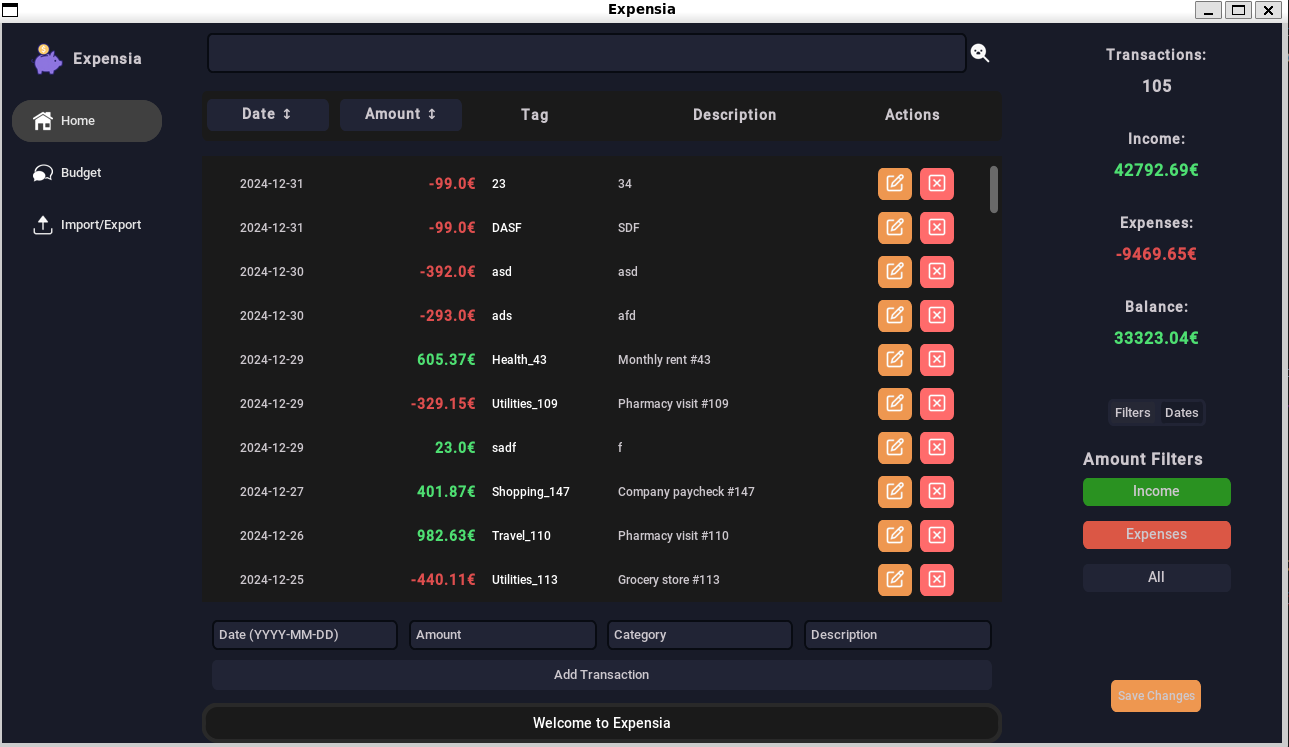 Expensia
Expensia
Home
Budget
Import/Export
Date ↕ Amount ↕ Tag Description Actions
2024-12-31 -99.0€ 23 34
2024-12-31 -99.0€ DASF SDF
2024-12-30 -392.0€ asd asd
2024-12-30 -293.0€ ads afd
2024-12-29 605.37€ Health_43 Monthly rent #43
2024-12-29 -329.15€ Utilities_109 Pharmacy visit #109
2024-12-29 23.0€ sadf f
2024-12-27 401.87€ Shopping_147 Company paycheck #147
2024-12-26 982.63€ Travel_110 Pharmacy visit #110
2024-12-25 -440.11€ Utilities_113 Grocery store #113
Date (YYYY-MM-DD) Amount Category Description
Add Transaction
Welcome to Expensia
Transactions:
105
Income:
42792.69€
Expenses:
-9469.65€
Balance:
33323.04€
Filters Dates
Amount Filters
Income
Expenses
All
Save Changes